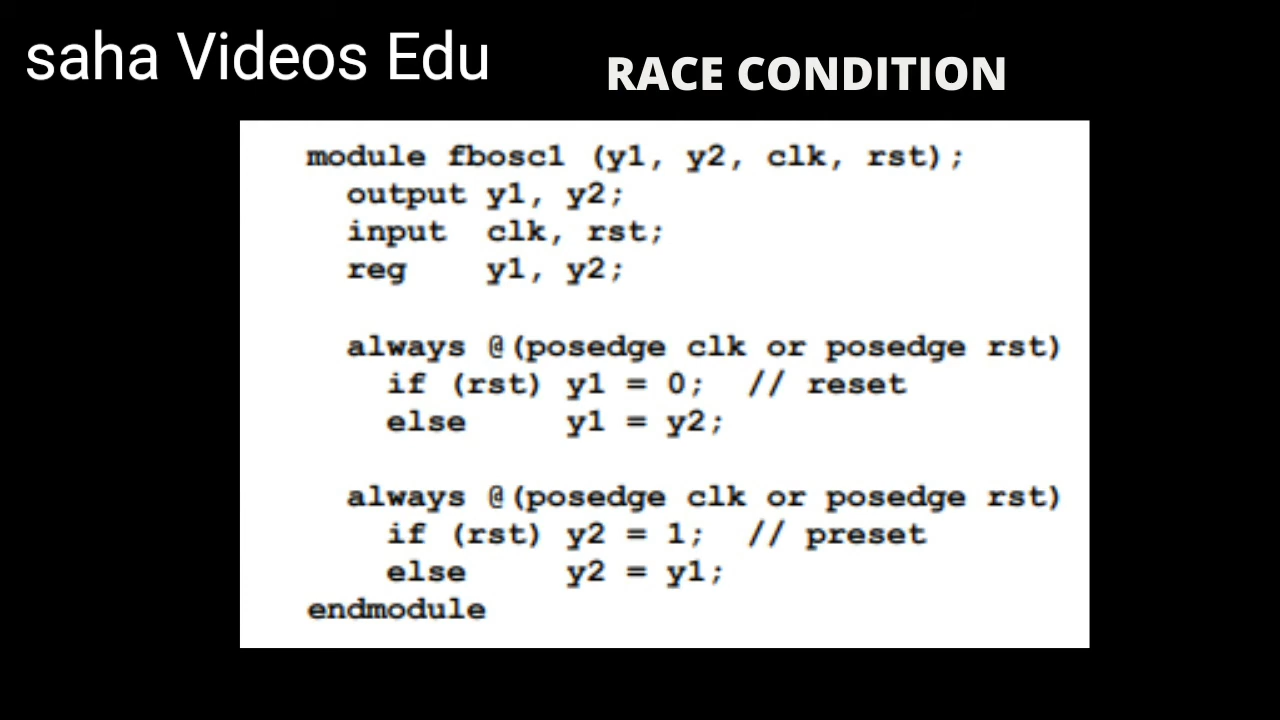 saha Videos Edu
RACE CONDITION
module fbosc1 (y1, y2, clk, rst);
  output y1, y2;
  input  clk, rst;
  reg    y1, y2;

  always @(posedge clk or posedge rst)
    if (rst) y1 = 0;  // reset
    else     y1 = y2;

  always @(posedge clk or posedge rst)
    if (rst) y2 = 1;  // preset
    else     y2 = y1;
endmodule